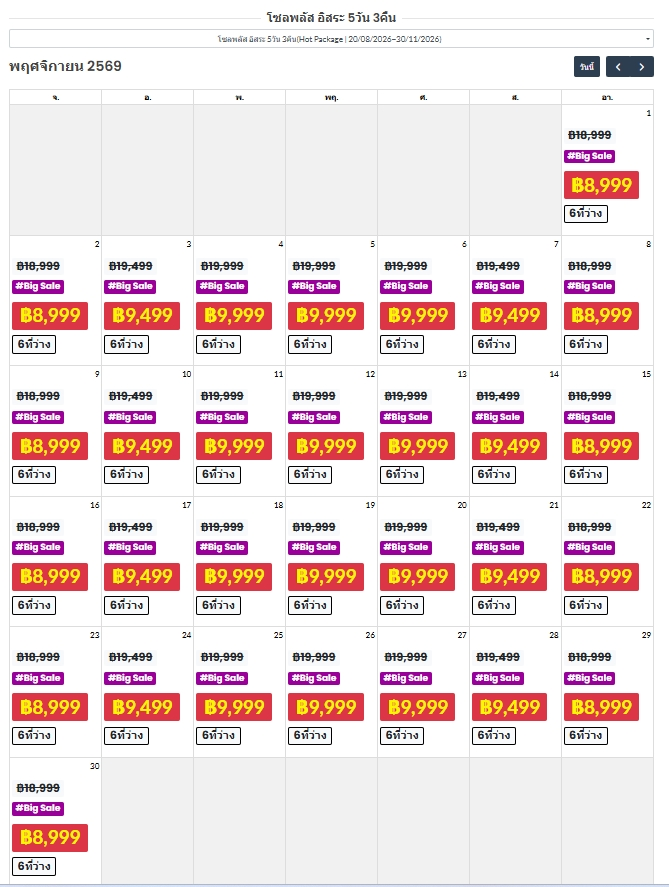 โซลพลัส อิสระ 5วัน 3คืน
โซลพลัส อิสระ 5วัน 3คืน(Hot Package | 20/08/2026-30/11/2026)
พฤศจิกายน 2569
วันนี้
จ. อ. พ. พฤ. ศ. ส. อา.
1
฿18,999
#Big Sale
฿8,999
6ที่ว่าง
2 3 4 5 6 7 8
฿18,999 ฿19,499 ฿19,999 ฿19,999 ฿19,999 ฿19,499 ฿18,999
#Big Sale #Big Sale #Big Sale #Big Sale #Big Sale #Big Sale #Big Sale
฿8,999 ฿9,499 ฿9,999 ฿9,999 ฿9,999 ฿9,499 ฿8,999
6ที่ว่าง 6ที่ว่าง 6ที่ว่าง 6ที่ว่าง 6ที่ว่าง 6ที่ว่าง 6ที่ว่าง
9 10 11 12 13 14 15
฿18,999 ฿19,499 ฿19,999 ฿19,999 ฿19,999 ฿19,499 ฿18,999
#Big Sale #Big Sale #Big Sale #Big Sale #Big Sale #Big Sale #Big Sale
฿8,999 ฿9,499 ฿9,999 ฿9,999 ฿9,999 ฿9,499 ฿8,999
6ที่ว่าง 6ที่ว่าง 6ที่ว่าง 6ที่ว่าง 6ที่ว่าง 6ที่ว่าง 6ที่ว่าง
16 17 18 19 20 21 22
฿18,999 ฿19,499 ฿19,999 ฿19,999 ฿19,999 ฿19,499 ฿18,999
#Big Sale #Big Sale #Big Sale #Big Sale #Big Sale #Big Sale #Big Sale
฿8,999 ฿9,499 ฿9,999 ฿9,999 ฿9,999 ฿9,499 ฿8,999
6ที่ว่าง 6ที่ว่าง 6ที่ว่าง 6ที่ว่าง 6ที่ว่าง 6ที่ว่าง 6ที่ว่าง
23 24 25 26 27 28 29
฿18,999 ฿19,499 ฿19,999 ฿19,999 ฿19,999 ฿19,499 ฿18,999
#Big Sale #Big Sale #Big Sale #Big Sale #Big Sale #Big Sale #Big Sale
฿8,999 ฿9,499 ฿9,999 ฿9,999 ฿9,999 ฿9,499 ฿8,999
6ที่ว่าง 6ที่ว่าง 6ที่ว่าง 6ที่ว่าง 6ที่ว่าง 6ที่ว่าง 6ที่ว่าง
30
฿18,999
#Big Sale
฿8,999
6ที่ว่าง